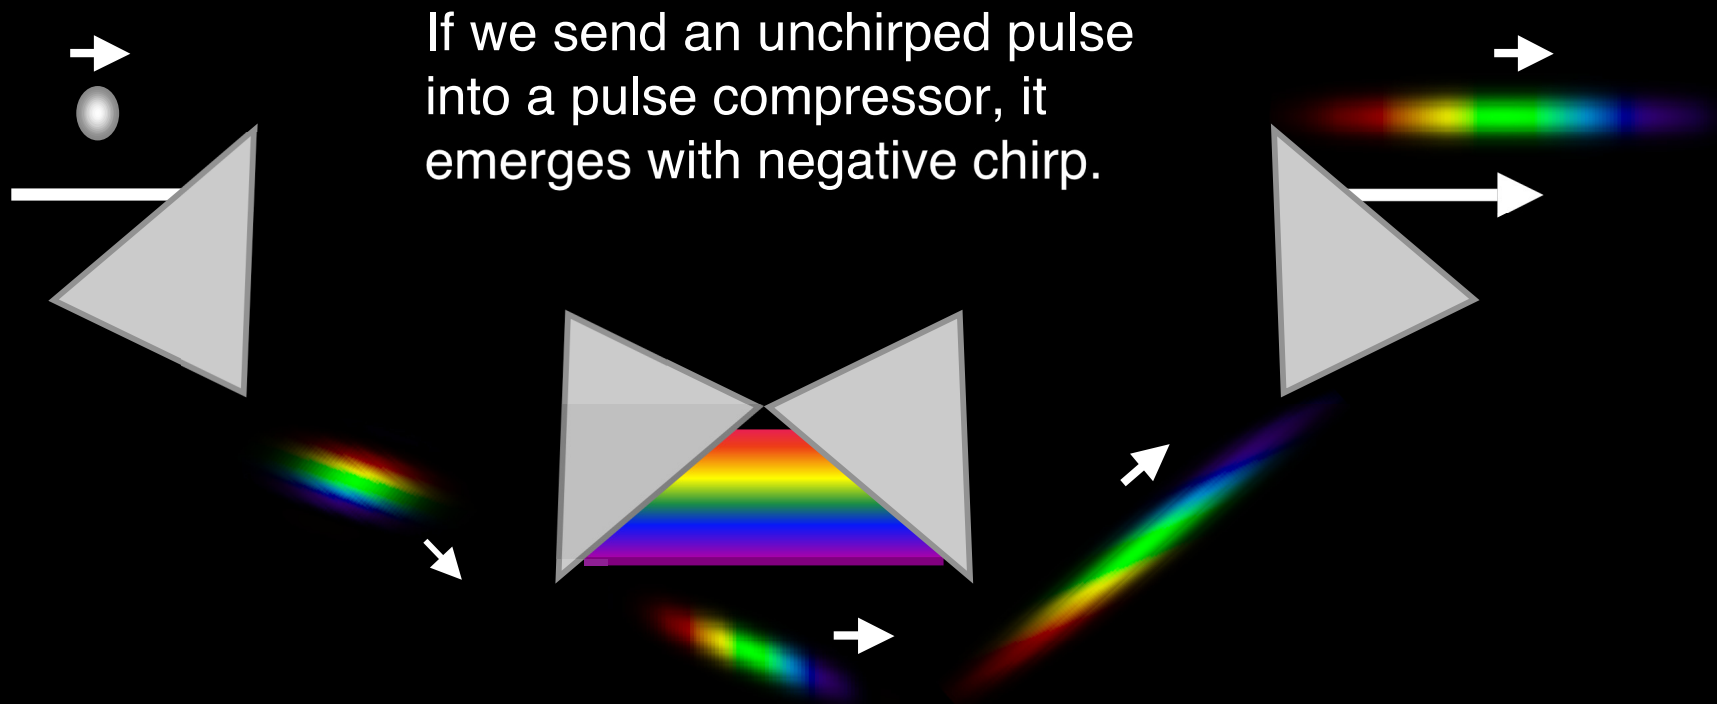 If we send an unchirped pulse
into a pulse compressor, it
emerges with negative chirp.